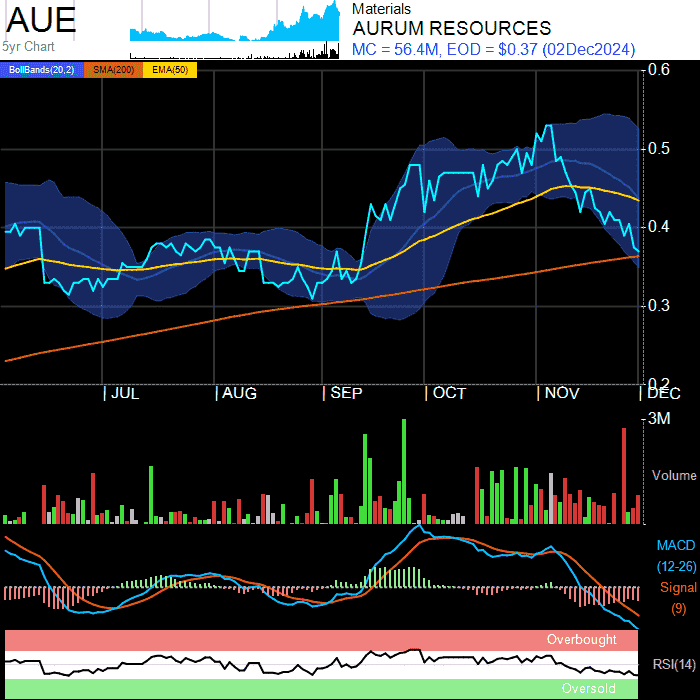 AUE
5yr Chart
Materials
AURUM RESOURCES
MC = 56.4M, EOD = $0.37 (02Dec2024)
BollBands(20,2) SMA(200) EMA(50)
0.6
0.5
0.4
0.3
0.2
JUL AUG SEP OCT NOV DEC
3M
Volume
MACD
(12-26)
Signal
(9)
Overbought
RSI(14)
Oversold